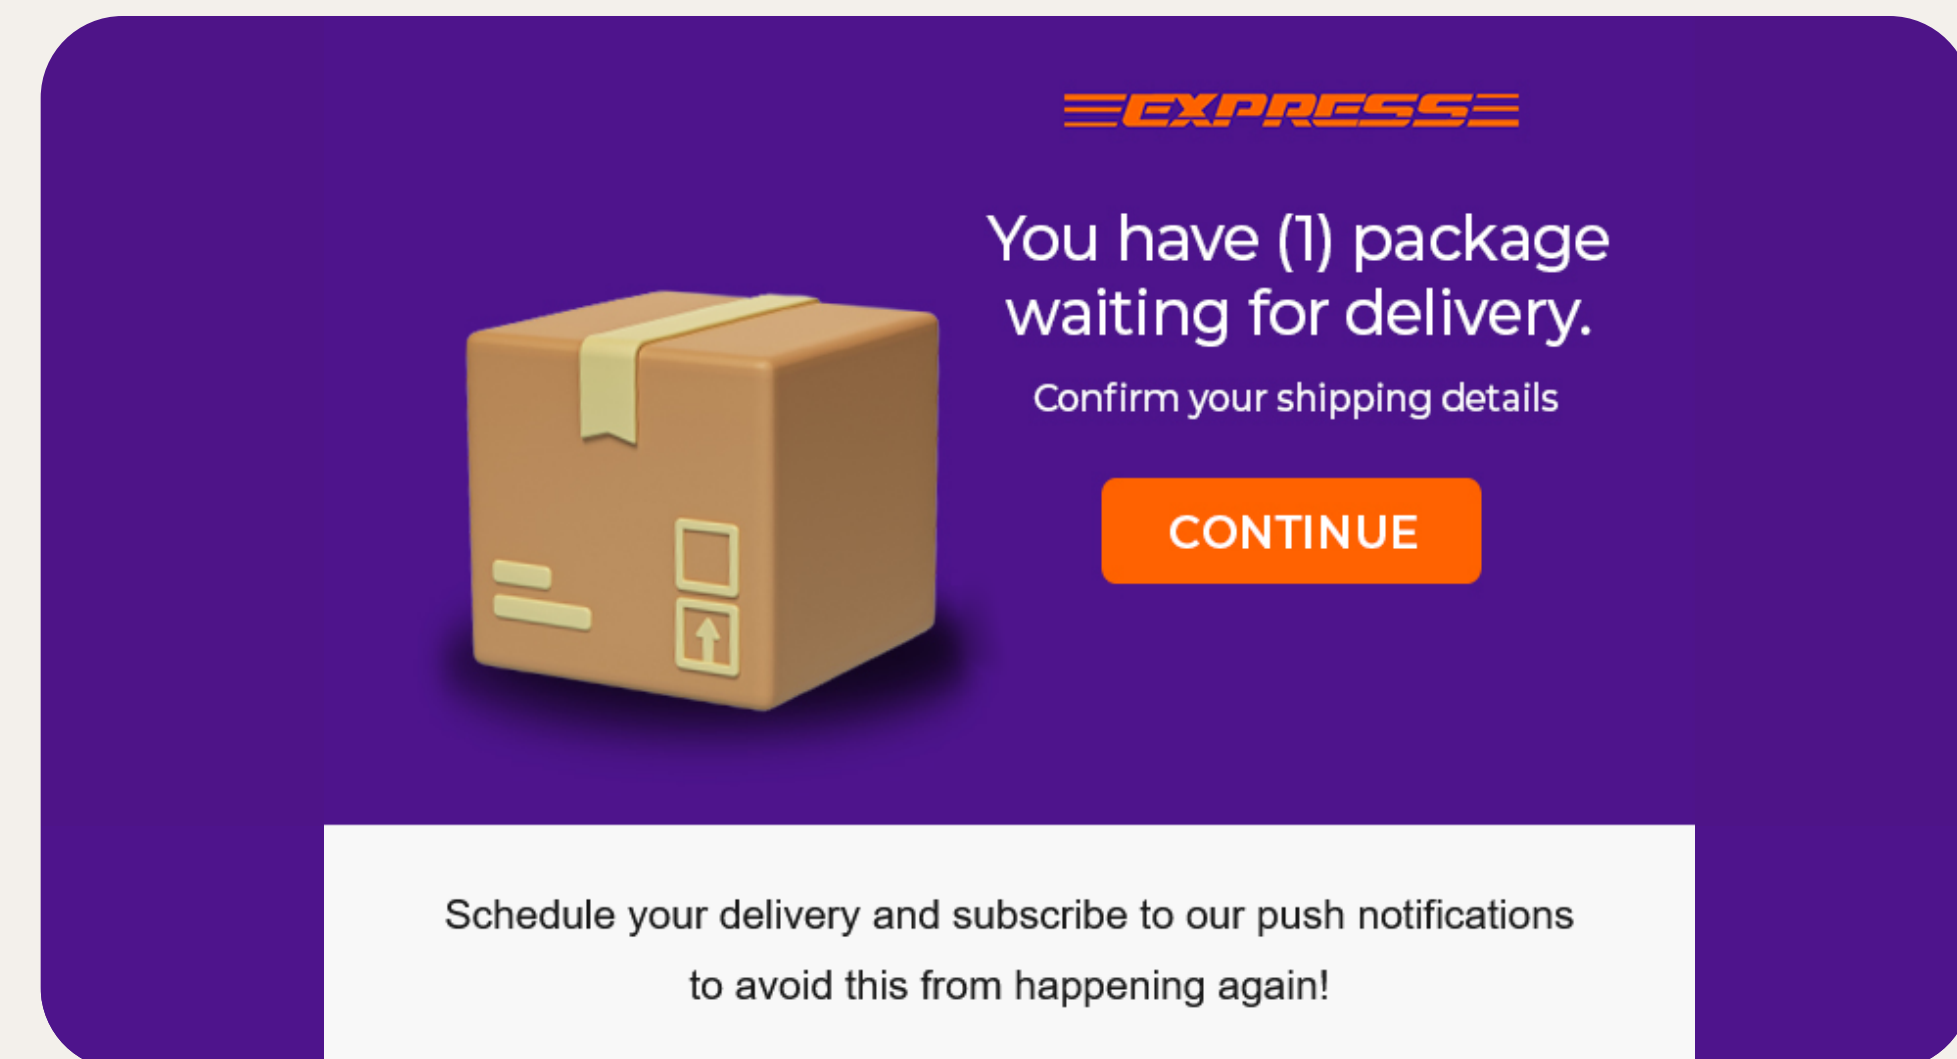 EXPRESS
You have (1) package
waiting for delivery.
Confirm your shipping details
CONTINUE
Schedule your delivery and subscribe to our push notifications
to avoid this from happening again!